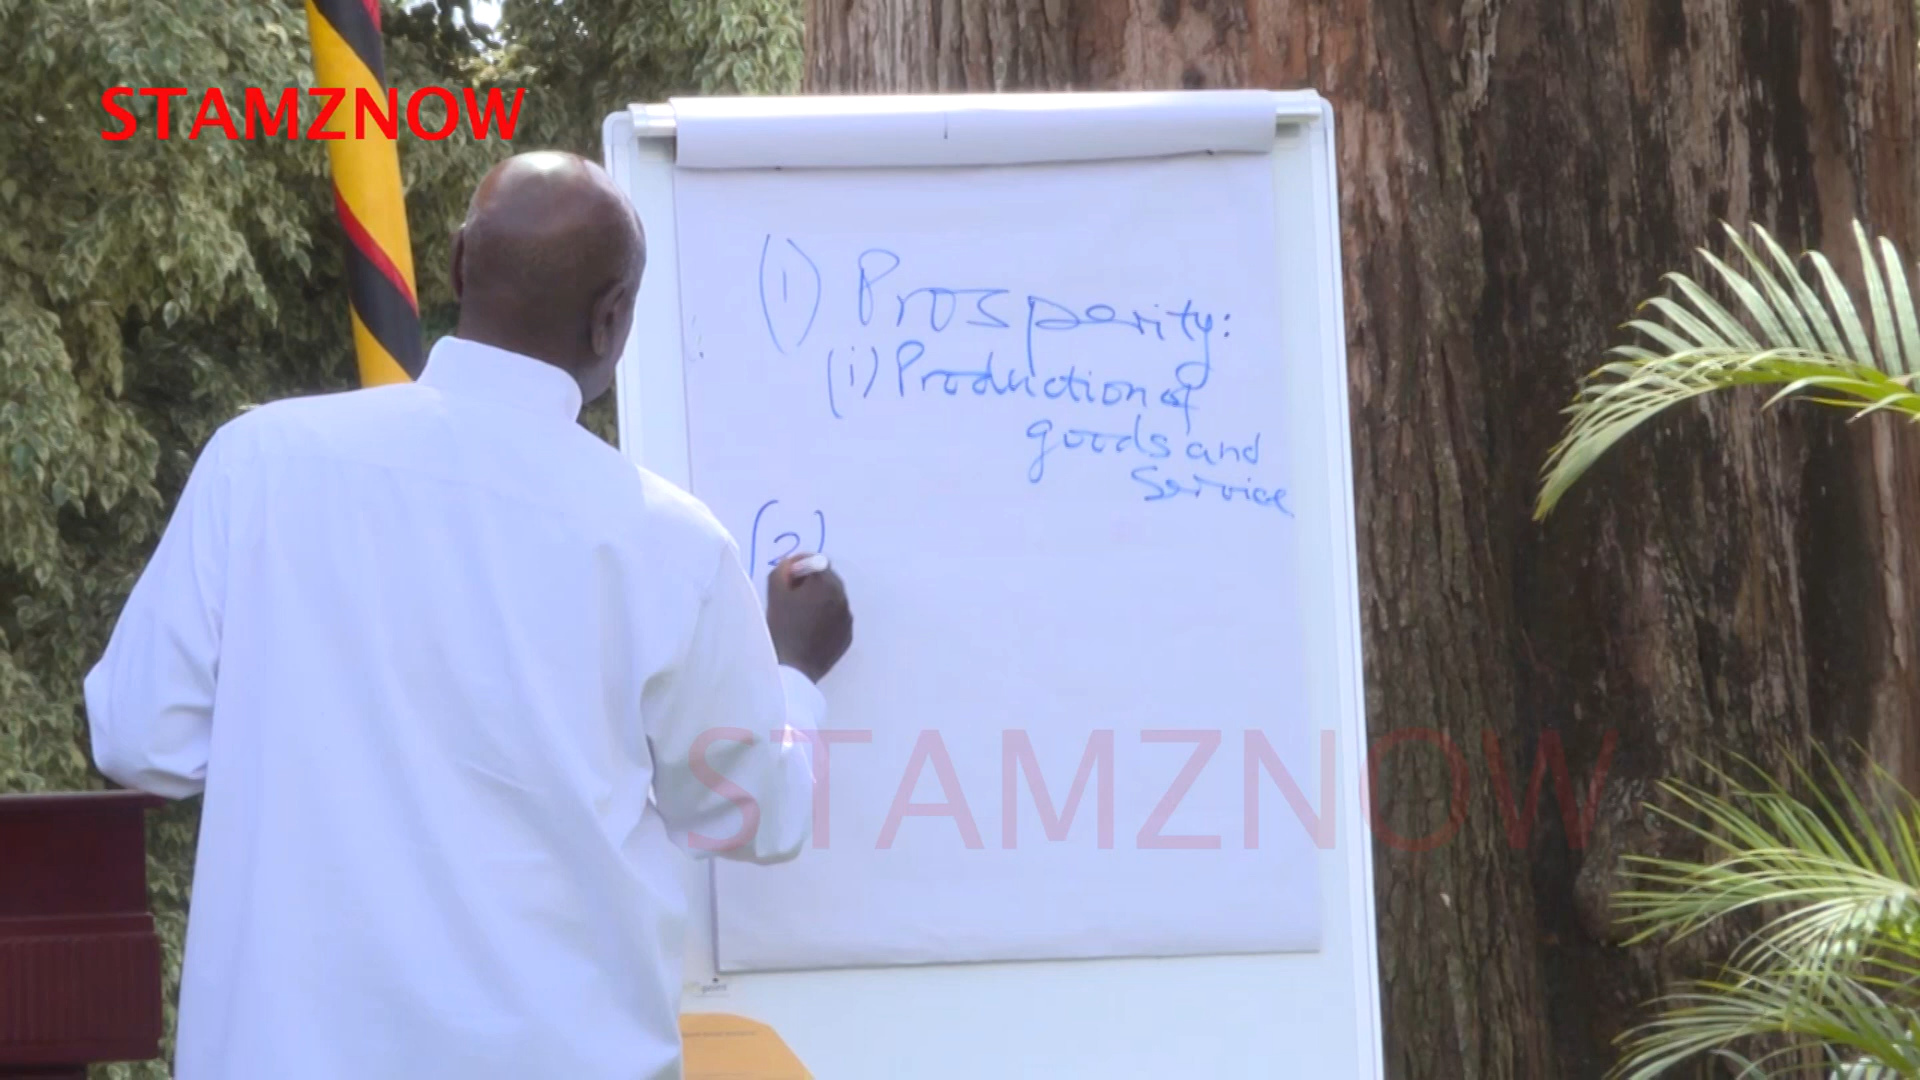 STAMZNOW
(1) Prosperity:
(i) Production of
goods and
service
(2)
STAMZNOW